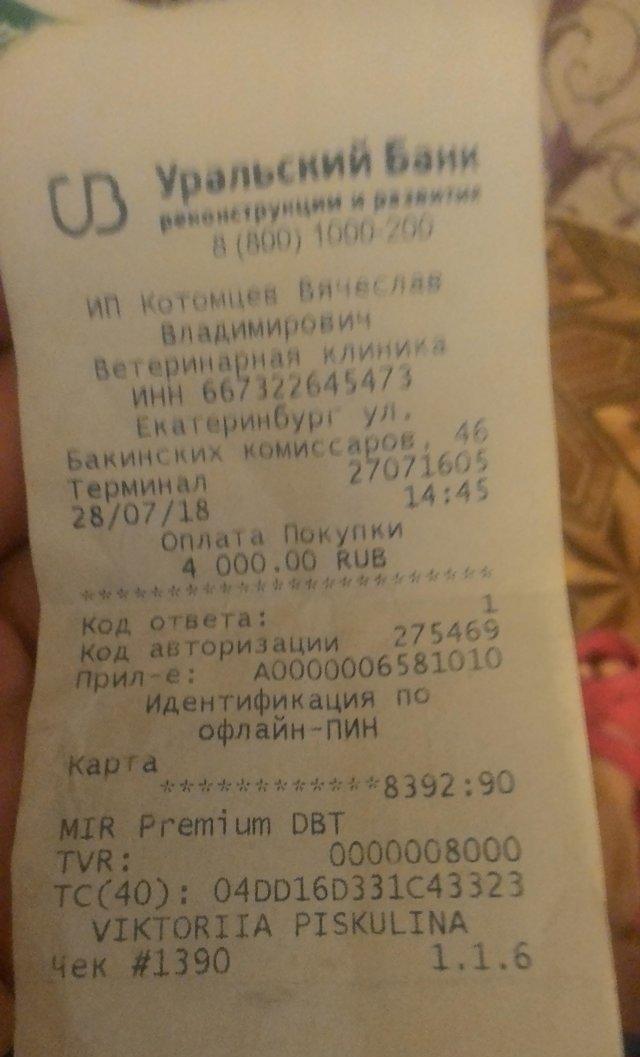 Уральский Банк
реконструкции и развития
8 (800) 1000-200
ИП Котомцев Вячеслав
Владимирович
Ветеринарная клиника
ИНН 667322645473
Екатеринбург ул.
Бакинских комиссаров, 46
Терминал 27071605
28/07/18 14:45
Оплата Покупки
4 000.00 RUB
************************
Код ответа: 1
Код авторизации 275469
Прил-е: A0000006581010
Идентификация по
офлайн-ПИН
Карта
************8392:90
MIR Premium DBT
TVR: 0000008000
TC(40): 04DD16D331C43323
VIKTORIIA PISKULINA
Чек #1390 1.1.6